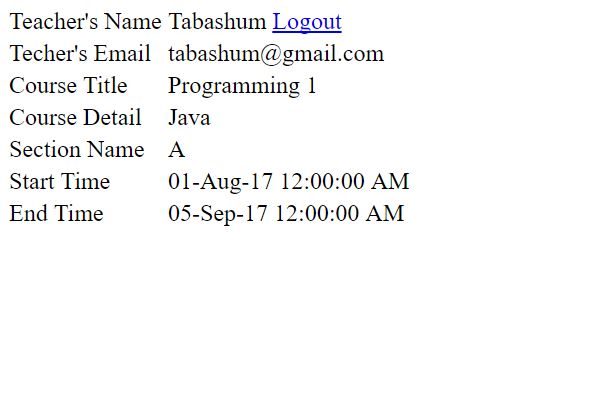 Teacher's Name Tabashum Logout
Techer's Email tabashum@gmail.com
Course Title Programming 1
Course Detail Java
Section Name A
Start Time 01-Aug-17 12:00:00 AM
End Time 05-Sep-17 12:00:00 AM